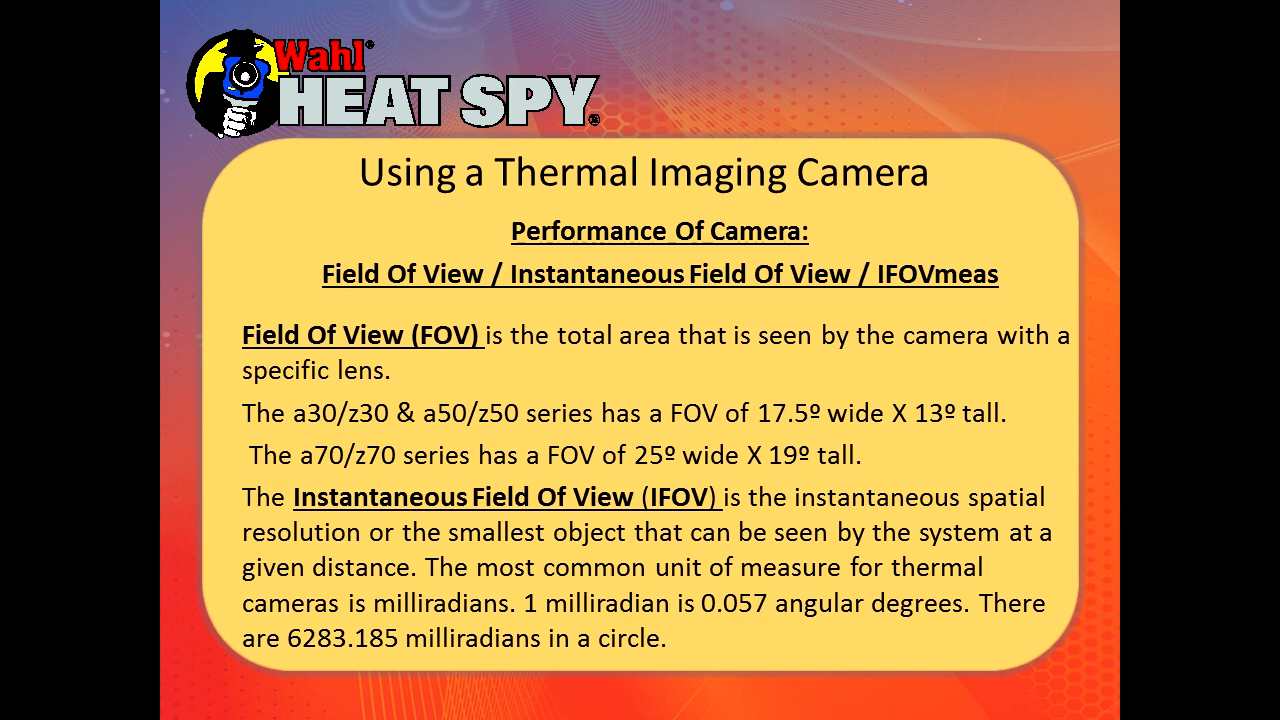 Wahl®
HEAT SPY®
Using a Thermal Imaging Camera
Performance Of Camera:
Field Of View / Instantaneous Field Of View / IFOVmeas
Field Of View (FOV) is the total area that is seen by the camera with a
specific lens.
The a30/z30 & a50/z50 series has a FOV of 17.5º wide X 13º tall.
The a70/z70 series has a FOV of 25º wide X 19º tall.
The Instantaneous Field Of View (IFOV) is the instantaneous spatial
resolution or the smallest object that can be seen by the system at a
given distance. The most common unit of measure for thermal
cameras is milliradians. 1 milliradian is 0.057 angular degrees. There
are 6283.185 milliradians in a circle.